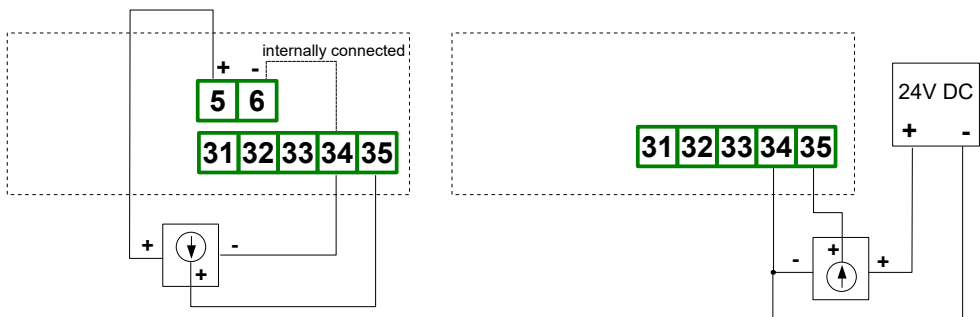 internally connected
+ -
5 6
31 32 33 34 35
+ -
+
24V DC
+ -
31 32 33 34 35
- + +